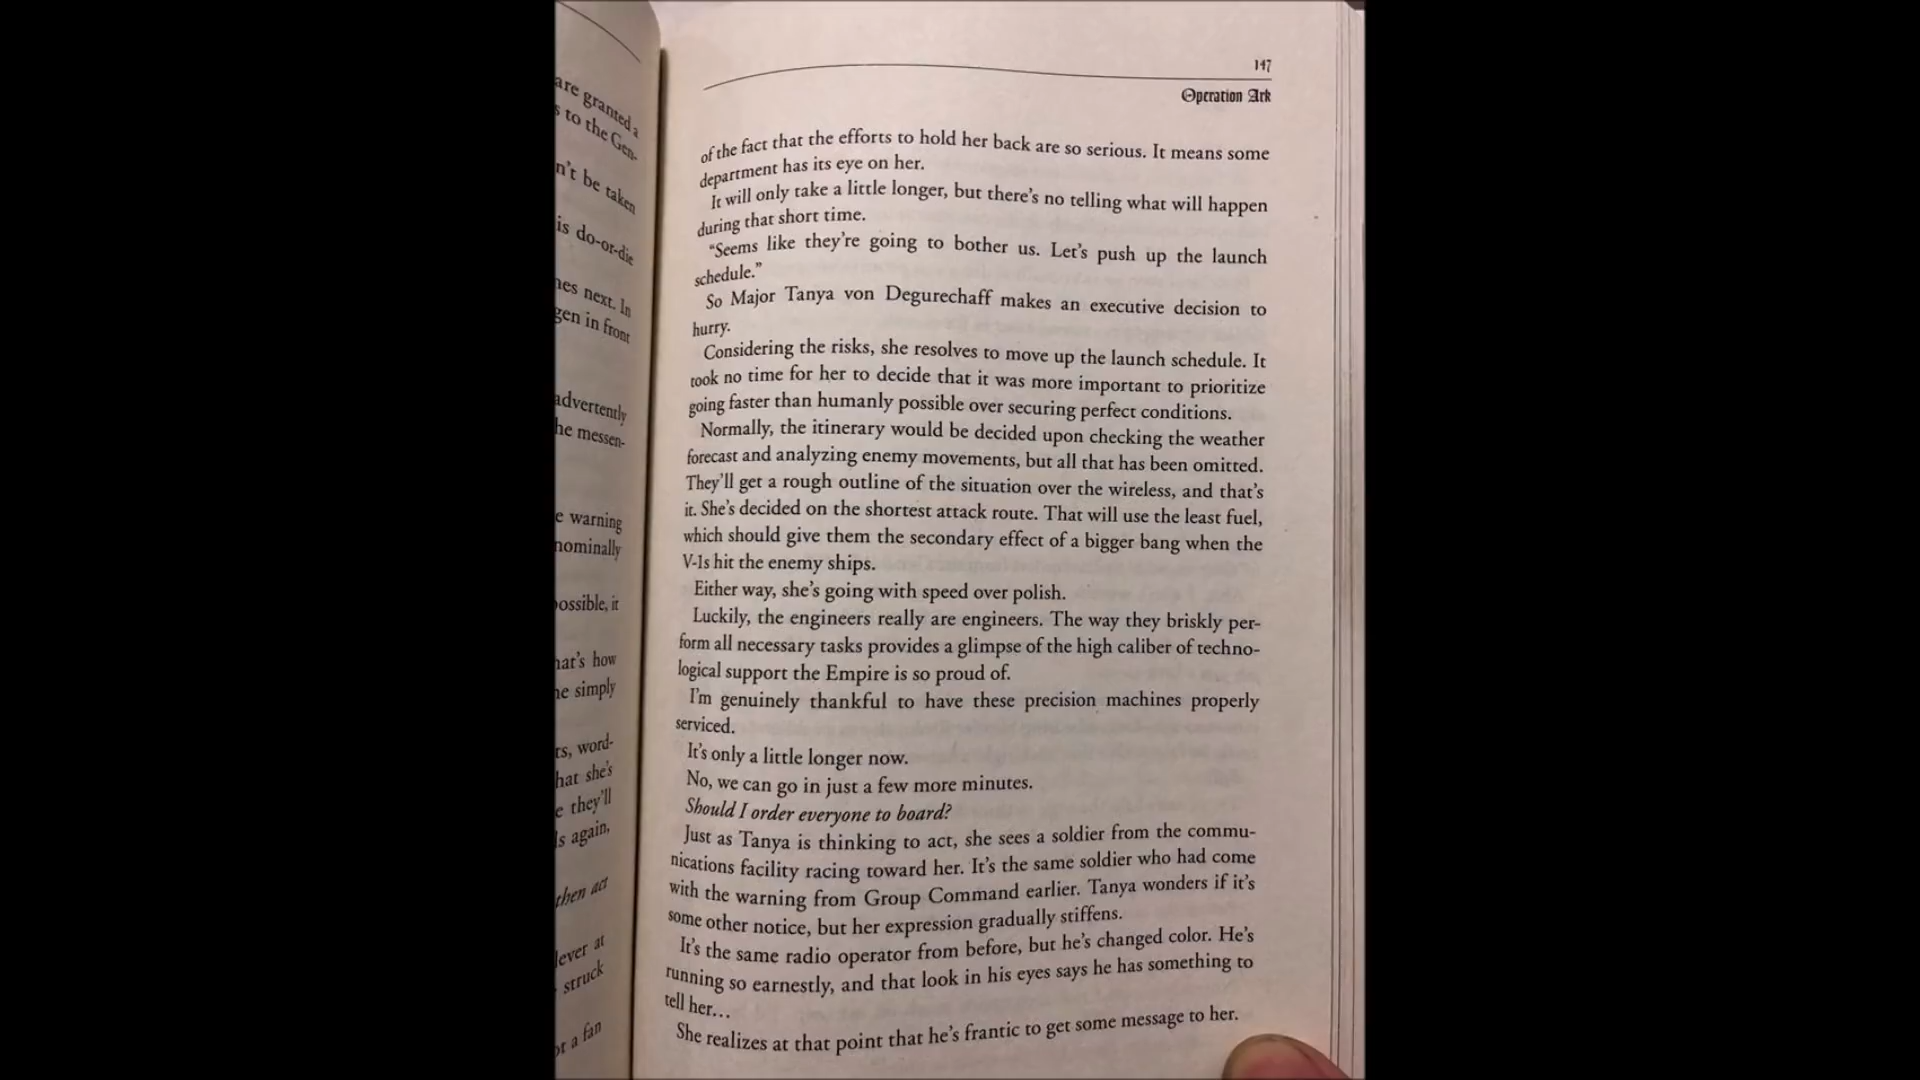 are granted a
s to the Gen-
n't be taken
is do-or-die
nes next. In
gen in front
advertently
he messen-
e warning
nominally
ossible, it
hat's how
ne simply
rs, word-
hat she's
e they'll
ls again,
then act
lever at
struck
or a fan
147
Operation Ark
of the fact that the efforts to hold her back are so serious. It means some
department has its eye on her.
It will only take a little longer, but there's no telling what will happen
during that short time.
"Seems like they're going to bother us. Let's push up the launch
schedule."
So Major Tanya von Degurechaff makes an executive decision to
hurry.
Considering the risks, she resolves to move up the launch schedule. It
took no time for her to decide that it was more important to prioritize
going faster than humanly possible over securing perfect conditions.
Normally, the itinerary would be decided upon checking the weather
forecast and analyzing enemy movements, but all that has been omitted.
They'll get a rough outline of the situation over the wireless, and that's
it. She's decided on the shortest attack route. That will use the least fuel,
which should give them the secondary effect of a bigger bang when the
V-1s hit the enemy ships.
Either way, she's going with speed over polish.
Luckily, the engineers really are engineers. The way they briskly per-
form all necessary tasks provides a glimpse of the high caliber of techno-
logical support the Empire is so proud of.
I'm genuinely thankful to have these precision machines properly
serviced.
It's only a little longer now.
No, we can go in just a few more minutes.
Should I order everyone to board?
Just as Tanya is thinking to act, she sees a soldier from the commu-
nications facility racing toward her. It's the same soldier who had come
with the warning from Group Command earlier. Tanya wonders if it's
some other notice, but her expression gradually stiffens.
It's the same radio operator from before, but he's changed color. He's
running so earnestly, and that look in his eyes says he has something to
tell her...
She realizes at that point that he's frantic to get some message to her.